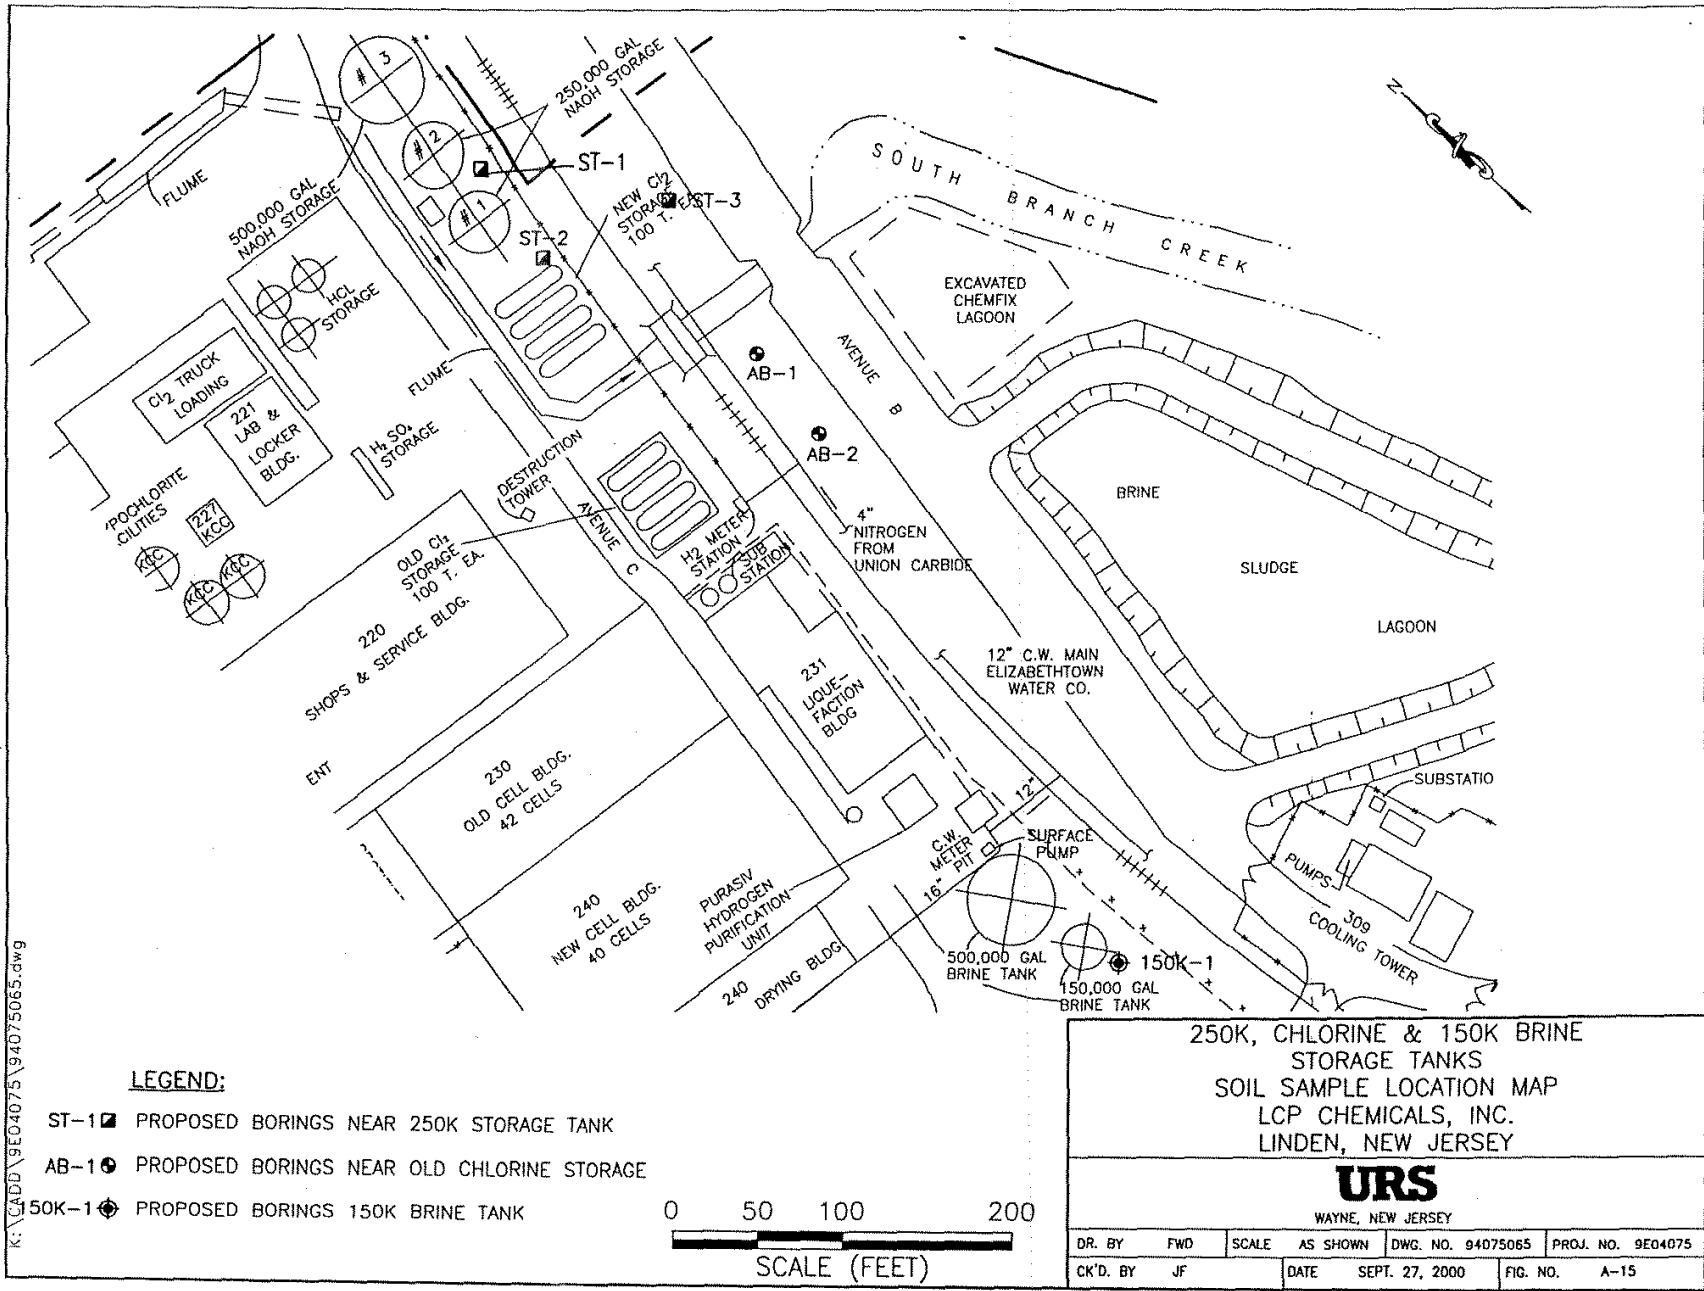 # 3
250,000 GAL
NAOH STORAGE
# 2
ST-1
FLUME
500,000 GAL
NAOH STORAGE
# 1
NEW Cl2
STORAGE
100 T. EA.
ST-3
ST-2
N
SOUTH BRANCH CREEK
EXCAVATED
CHEMFIX
LAGOON
HCL
STORAGE
Cl2 TRUCK
LOADING
221
LAB &
LOCKER
BLDG.
FLUME
H2 SO4
STORAGE
AB-1
AVENUE B
AB-2
DESTRUCTION
TOWER
AVENUE C
'POCHLORITE
CILITIES
227
KCC
KCC
KCC
KCC
OLD Cl2
STORAGE
100 T. EA.
H2 METER
STATION
SUB
STATION
4"
NITROGEN
FROM
UNION CARBIDE
BRINE
SLUDGE
LAGOON
220
SHOPS & SERVICE BLDG.
12" C.W. MAIN
ELIZABETHTOWN
WATER CO.
231
LIQUE-
FACTION
BLDG
ENT
230
OLD CELL BLDG.
42 CELLS
12"
SUBSTATIO
C.W.
METER
PIT
SURFACE
PUMP
16"
PUMPS
309
COOLING TOWER
240
NEW CELL BLDG.
40 CELLS
PURASIV
HYDROGEN
PURIFICATION
UNIT
240
DRYING BLDG.
500,000 GAL
BRINE TANK
150K-1
150,000 GAL
BRINE TANK
LEGEND:
ST-1 PROPOSED BORINGS NEAR 250K STORAGE TANK
AB-1 PROPOSED BORINGS NEAR OLD CHLORINE STORAGE
150K-1 PROPOSED BORINGS 150K BRINE TANK
0 50 100 200
SCALE (FEET)
250K, CHLORINE & 150K BRINE
STORAGE TANKS
SOIL SAMPLE LOCATION MAP
LCP CHEMICALS, INC.
LINDEN, NEW JERSEY
URS
WAYNE, NEW JERSEY
DR. BY FWD SCALE AS SHOWN DWG. NO. 94075065 PROJ. NO. 9E04075
CK'D. BY JF DATE SEPT. 27, 2000 FIG. NO. A-15
K:\CADD\9E04075\94075065.dwg